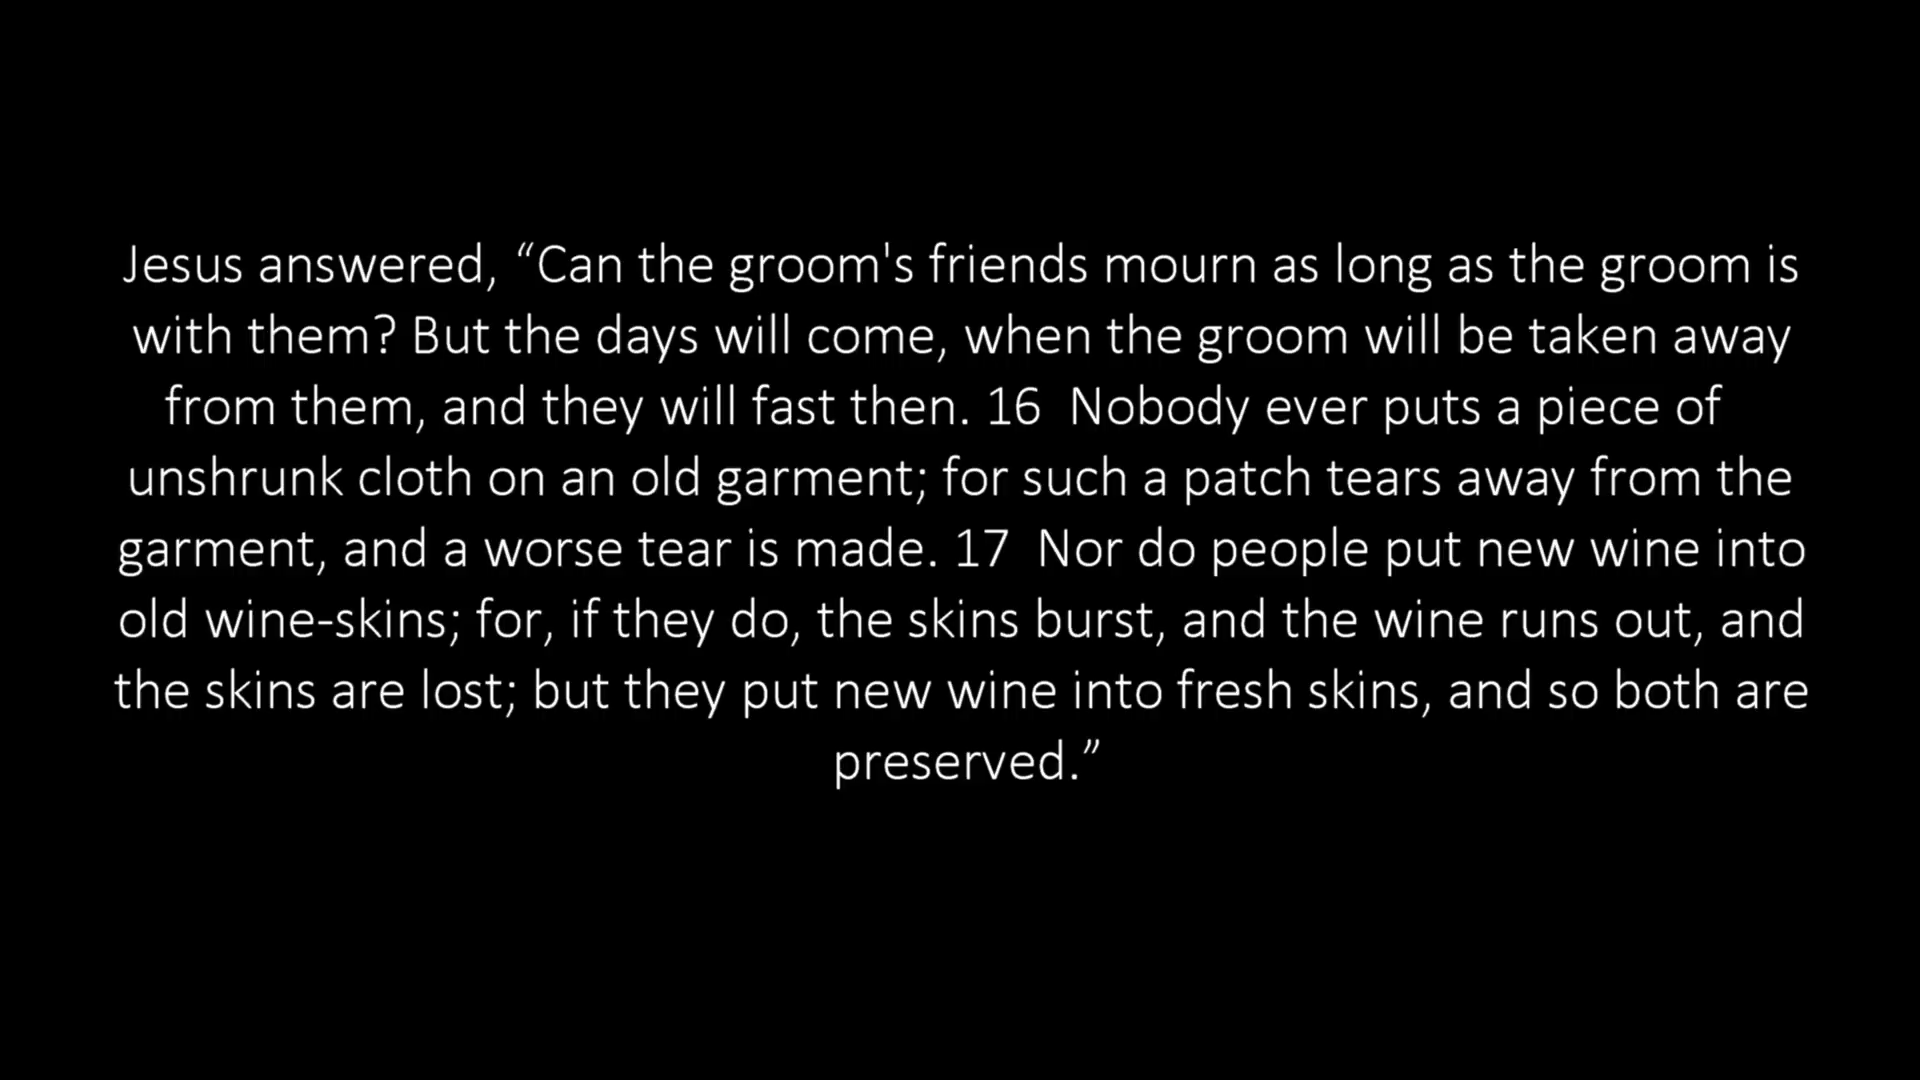 Jesus answered, “Can the groom's friends mourn as long as the groom is
with them? But the days will come, when the groom will be taken away
from them, and they will fast then. 16  Nobody ever puts a piece of
unshrunk cloth on an old garment; for such a patch tears away from the
garment, and a worse tear is made. 17  Nor do people put new wine into
old wine-skins; for, if they do, the skins burst, and the wine runs out, and
the skins are lost; but they put new wine into fresh skins, and so both are
preserved.”